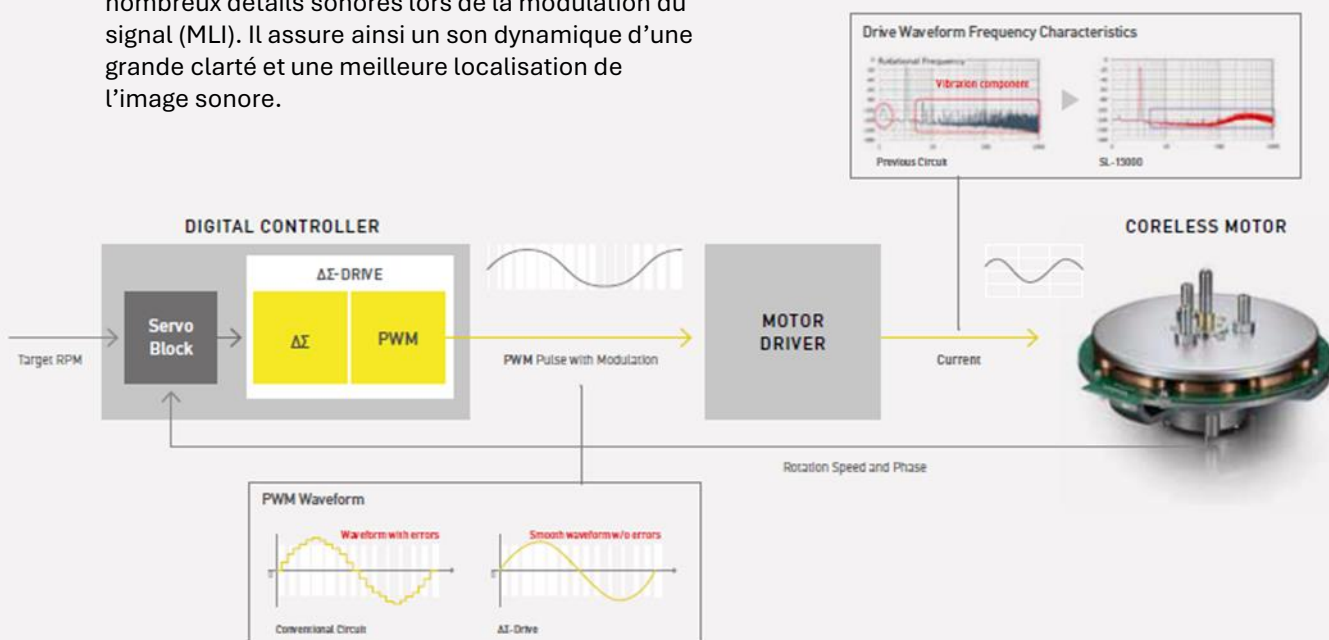 nombreux détails sonores lors de la modulation du
signal (MLI). Il assure ainsi un son dynamique d'une
grande clarté et une meilleure localisation de
l'image sonore.
Drive Waveform Frequency Characteristics
Rotational Frequency
Vibration component
Previous Circuit
SL-1500C
DIGITAL CONTROLLER
CORELESS MOTOR
ΔΣ-DRIVE
Servo
Block
ΔΣ
PWM
MOTOR
DRIVER
Target RPM
PWM Pulse with Modulation
Current
Rotation Speed and Phase
PWM Waveform
Waveform with errors
Smooth waveform w/o errors
Conventional Circuit
ΔΣ-Drive